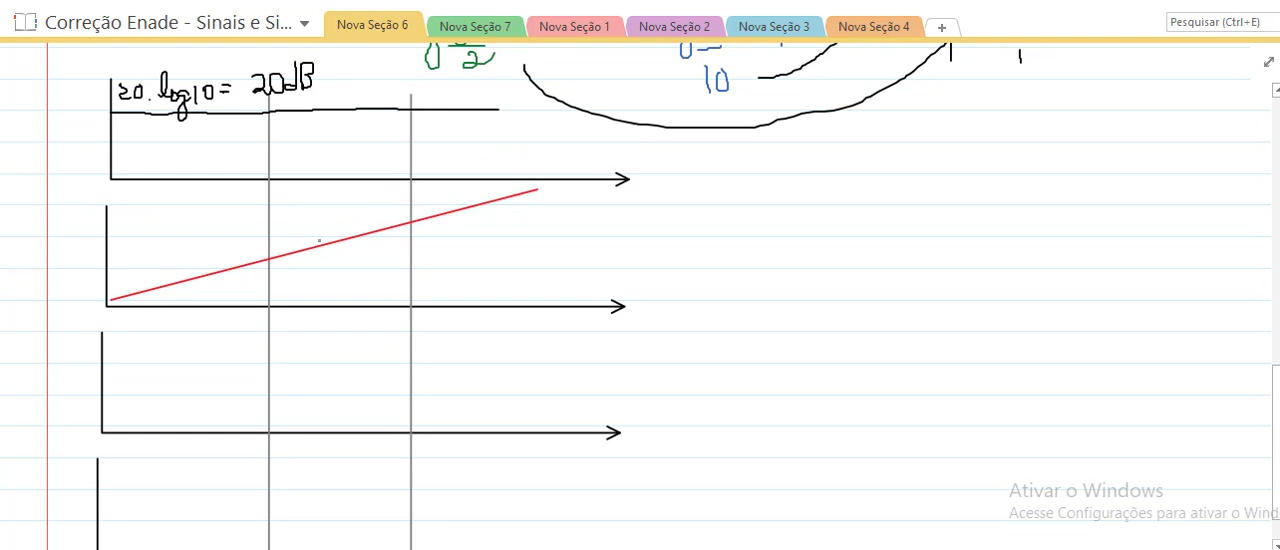 Correção Enade - Sinais e Si...
Nova Seção 6
Nova Seção 7
Nova Seção 1
Nova Seção 2
Nova Seção 3
Nova Seção 4
Pesquisar (Ctrl+E)
2
10
20.log10= 20dB
Ativar o Windows
Acesse Configurações para ativar o Wind